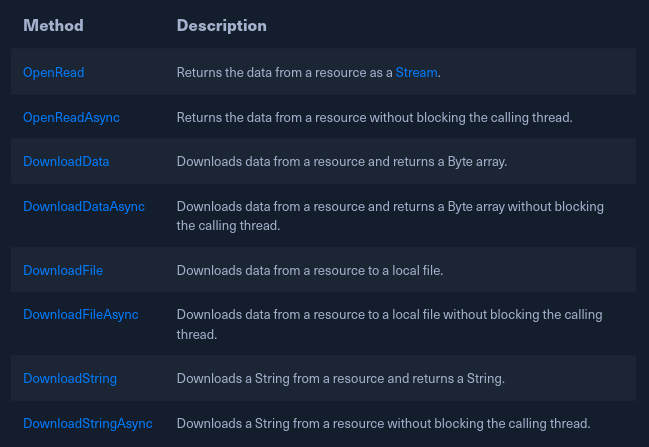 Method Description
OpenRead Returns the data from a resource as a Stream.
OpenReadAsync Returns the data from a resource without blocking the calling thread.
DownloadData Downloads data from a resource and returns a Byte array.
DownloadDataAsync Downloads data from a resource and returns a Byte array without blocking
the calling thread.
DownloadFile Downloads data from a resource to a local file.
DownloadFileAsync Downloads data from a resource to a local file without blocking the calling
thread.
DownloadString Downloads a String from a resource and returns a String.
DownloadStringAsync Downloads a String from a resource without blocking the calling thread.